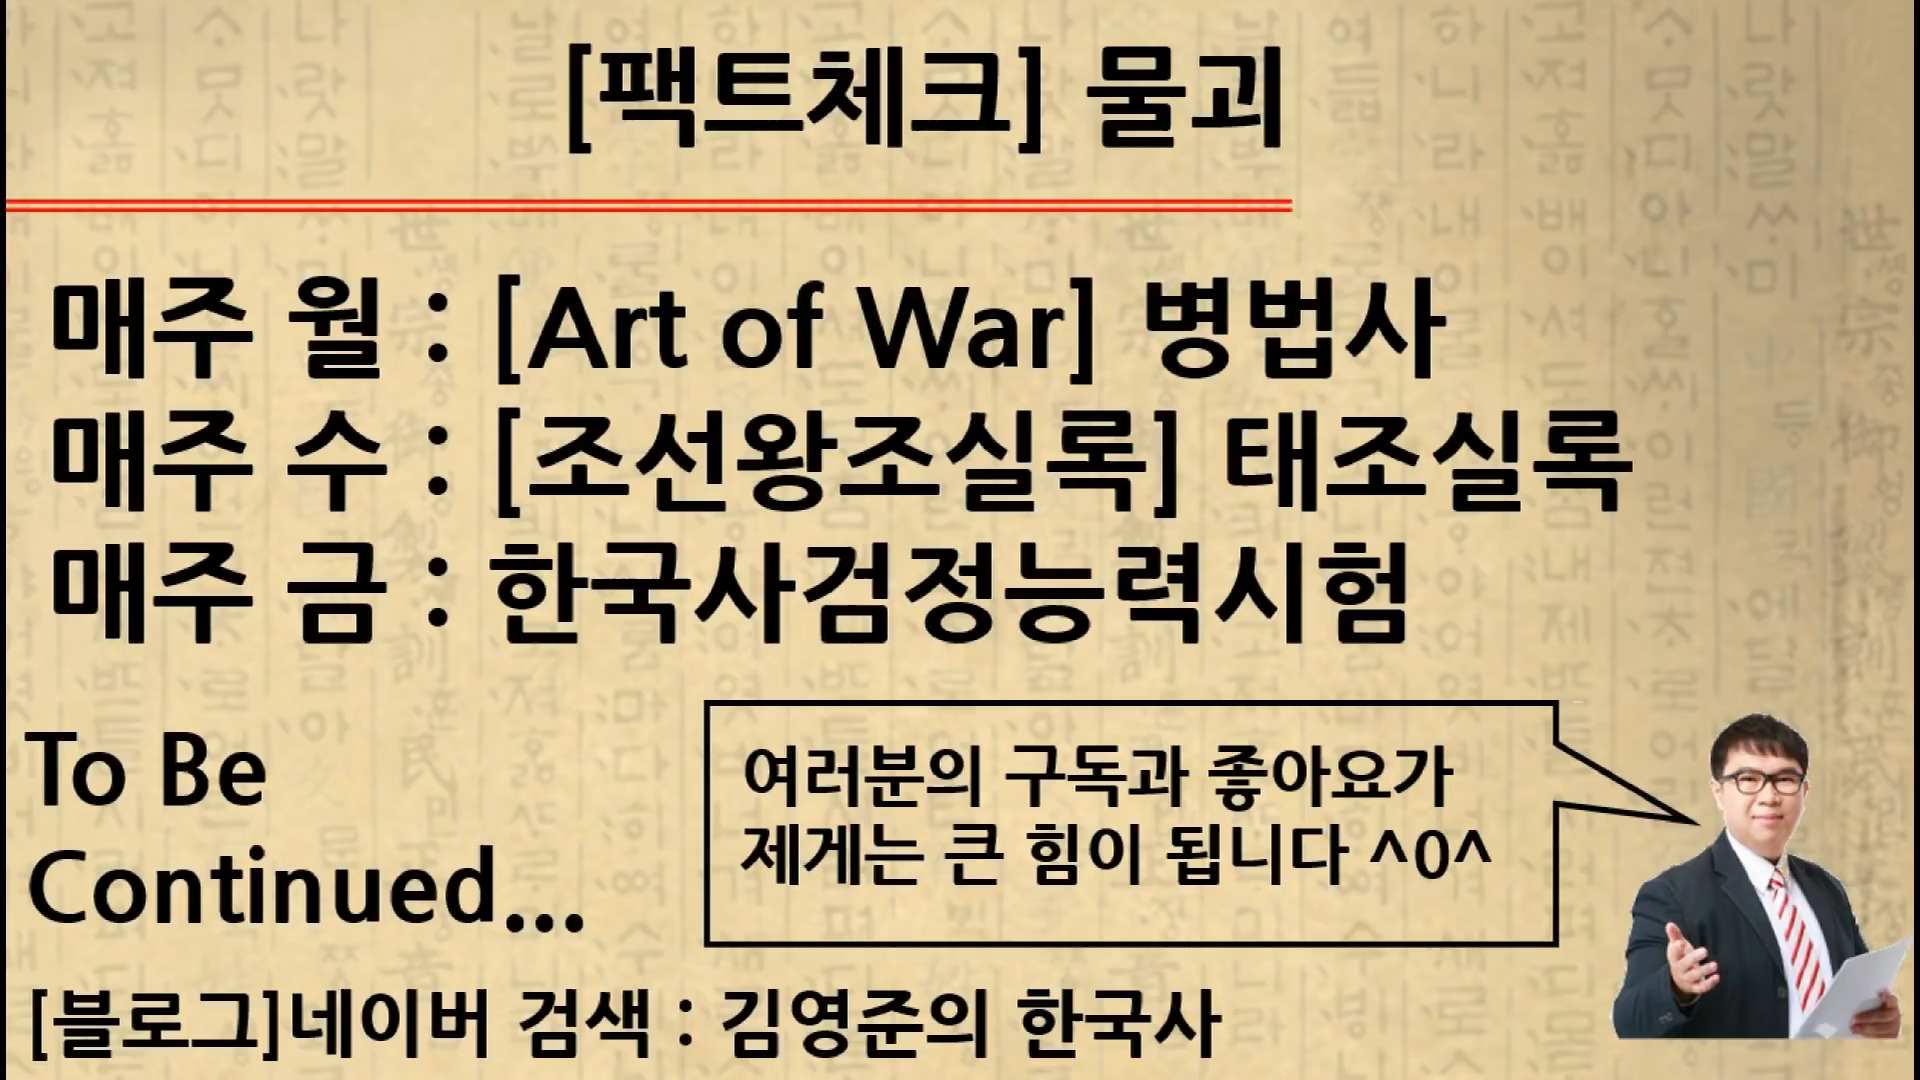 [팩트체크] 물괴
매주 월 : [Art of War] 병법사
매주 수 : [조선왕조실록] 태조실록
매주 금 : 한국사검정능력시험
To Be
Continued...
여러분의 구독과 좋아요가
제게는 큰 힘이 됩니다 ^0^
[블로그]네이버 검색 : 김영준의 한국사